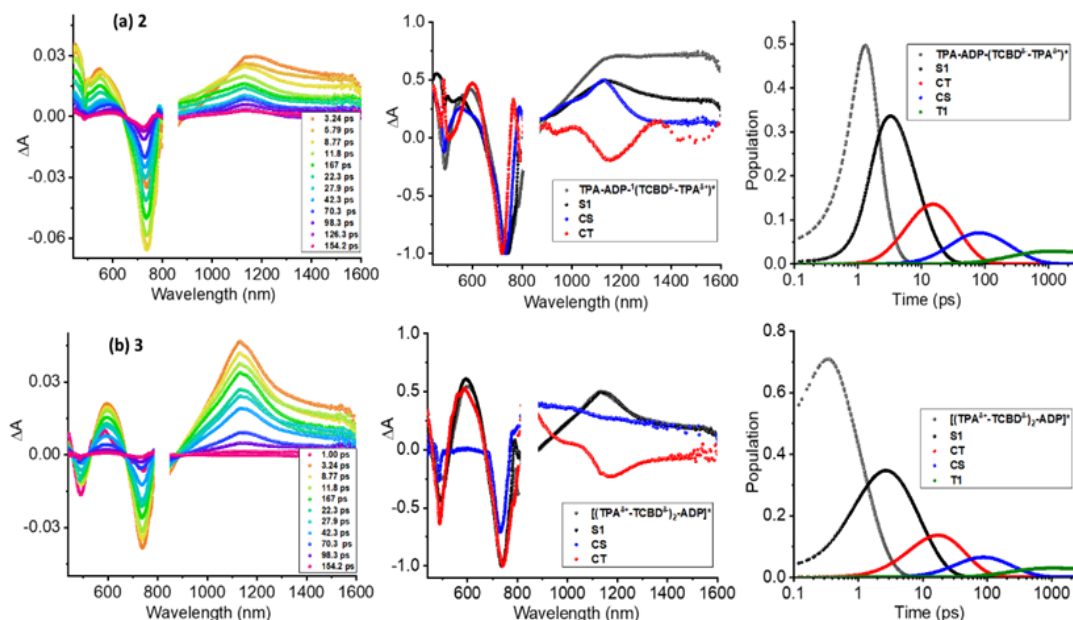 (a) 2
ΔA
0.03
0.00
-0.03
-0.06
3.24 ps
5.79 ps
8.77 ps
11.8 ps
167 ps
22.3 ps
27.9 ps
42.3 ps
70.3 ps
98.3 ps
126.3 ps
154.2 ps
600 800 1000 1200 1400 1600
Wavelength (nm)
ΔA
1.0
0.5
0.0
-0.5
-1.0
TPA-ADP-¹(TCBD^δ-‑TPA^δ+)*
S1
CS
CT
600 800 1000 1200 1400 1600
Wavelength (nm)
Population
0.5
0.4
0.3
0.2
0.1
0.0
TPA-ADP-(TCBD^δ-‑TPA^δ+)*
S1
CT
CS
T1
0.1 1 10 100 1000
Time (ps)
(b) 3
ΔA
0.03
0.00
-0.03
1.00 ps
3.24 ps
8.77 ps
11.8 ps
167 ps
22.3 ps
27.9 ps
42.3 ps
70.3 ps
98.3 ps
154.2 ps
600 800 1000 1200 1400 1600
Wavelength (nm)
ΔA
1.0
0.5
0.0
-0.5
-1.0
[(TPA^δ+-TCBD^δ-)₂-ADP]*
S1
CS
CT
600 800 1000 1200 1400 1600
Wavelength (nm)
Population
0.8
0.6
0.4
0.2
0.0
[(TPA^δ+-TCBD^δ-)₂-ADP]*
S1
CT
CS
T1
0.1 1 10 100 1000
Time (ps)